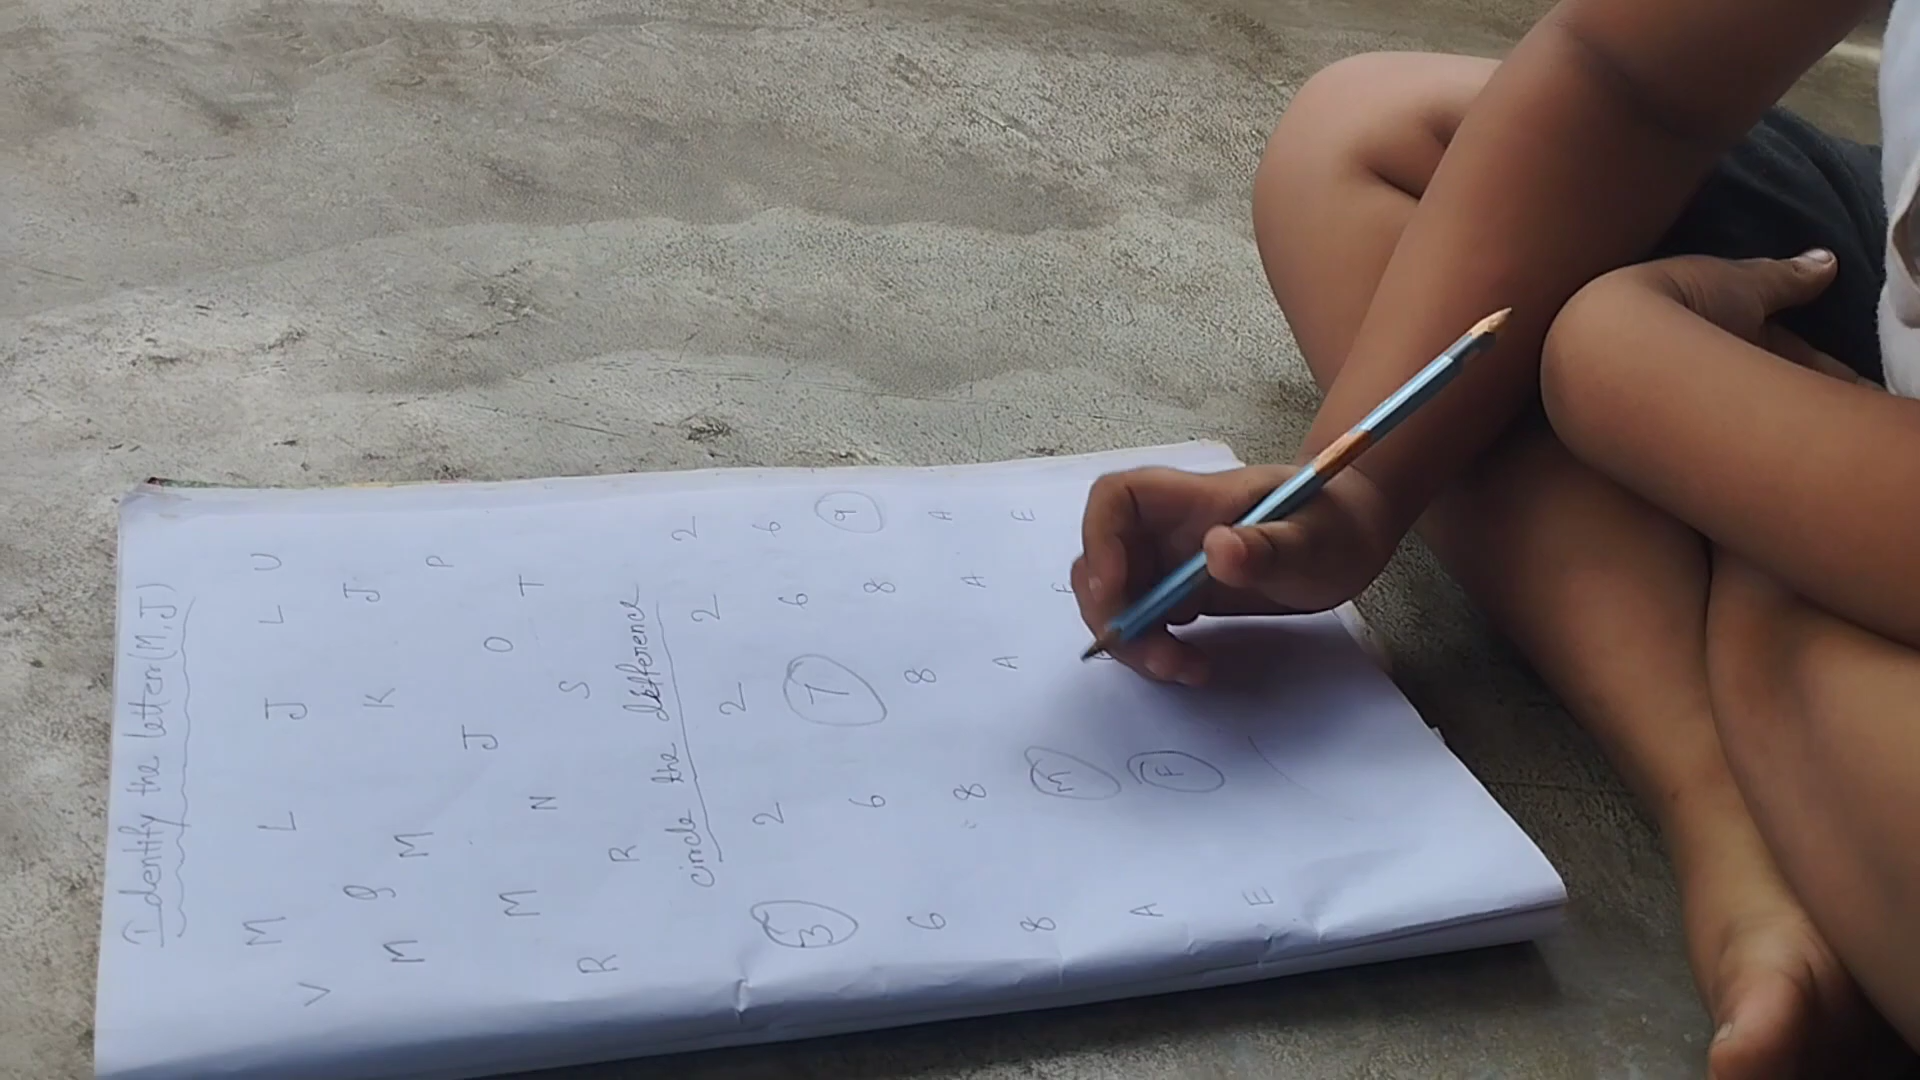 Identify the letter (M,J)
M L J L U
V K J
M M J P
M N O T
R R S
circle the difference
3 2 2 2 2
6 6 7 6 6
8 8 8 8 9
A M A A A
E F E